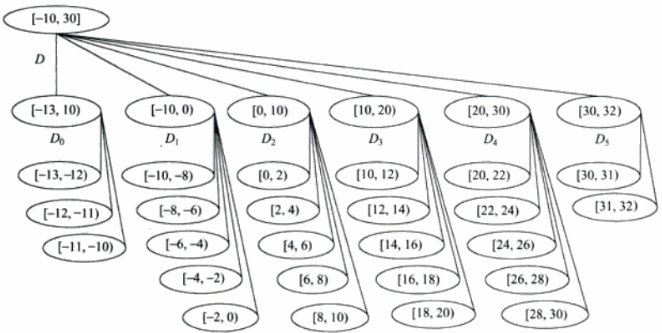 [−10, 30]
D
[−13, 10) [−10, 0) [0, 10) [10, 20) [20, 30) [30, 32)
D0 D1 D2 D3 D4 D5
[−13, −12) [−10, −8) [0, 2) [10, 12) [20, 22) [30, 31)
[−12, −11) [−8, −6) [2, 4) [12, 14) [22, 24) [31, 32)
[−11, −10) [−6, −4) [4, 6) [14, 16) [24, 26)
[−4, −2) [6, 8) [16, 18) [26, 28)
[−2, 0) [8, 10) [18, 20) [28, 30)